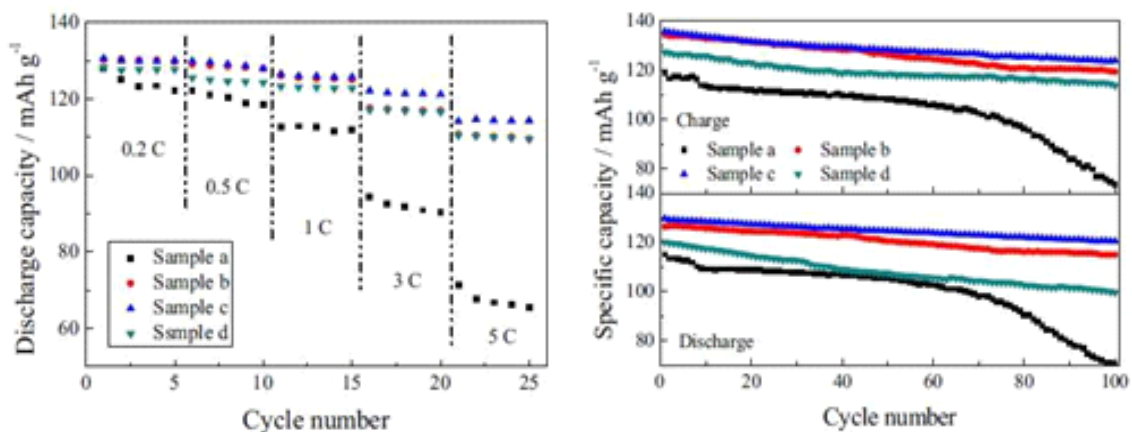 140
120
100
80
60
Discharge capacity / mAh g⁻¹
0.2 C
0.5 C
1 C
3 C
5 C
Sample a
Sample b
Sample c
Ssmple d
0 5 10 15 20 25
Cycle number
140
120
100
80
140
120
100
80
Specific capacity / mAh g⁻¹
Charge
Sample a Sample b
Sample c Sample d
Discharge
0 20 40 60 80 100
Cycle number